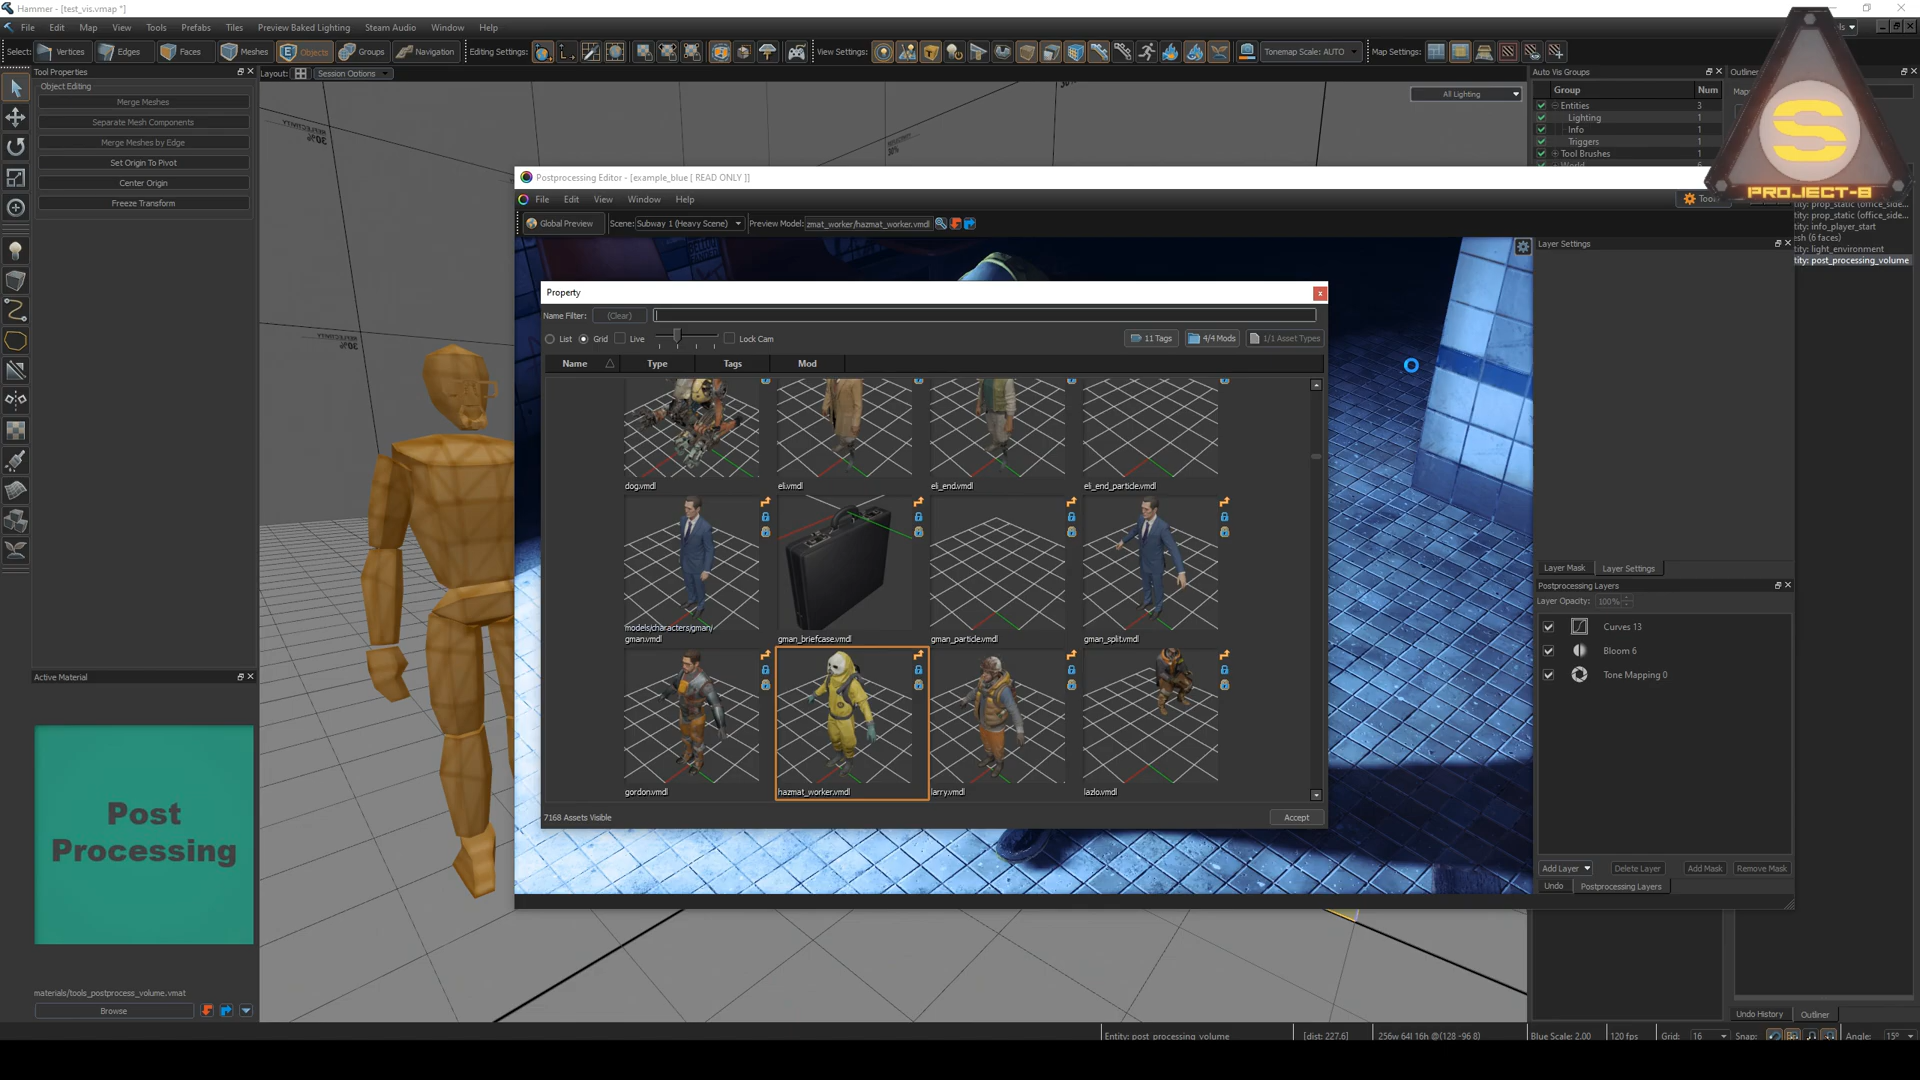 Hammer - [test_vis.vmap *]
File Edit Map View Tools Prefabs Tiles Preview Baked Lighting Steam Audio Window Help
Select: Vertices Edges Faces Meshes Objects Groups Navigation Editing Settings: View Settings: Tonemap Scale: AUTO Map Settings:
Tool Properties
Layout: Session Options
Auto Vis Groups
Outliner
Object Editing
Merge Meshes
Separate Mesh Components
Merge Meshes by Edge
Set Origin To Pivot
Center Origin
Freeze Transform
All Lighting
Group Num
Entities 3
Lighting 1
Info 1
Triggers 1
Tool Brushes 1
REFLECTIVITY
30%
S
PROJECT-8
Postprocessing Editor - [example_blue [ READ ONLY ]]
File Edit View Window Help
Global Preview Scene: Subway 1 (Heavy Scene) Preview Model: zmat_worker/hazmat_worker.vmdl
tity: prop_static (office_side...
tity: prop_static (office_side...
tity: info_player_start
esh (6 faces)
tity: light_environment
tity: post_processing_volume
Layer Settings
Property
Name Filter: (Clear)
List Grid Live Lock Cam 11 Tags 4/4 Mods 1/1 Asset Types
Name Type Tags Mod
dog.vmdl eli.vmdl eli_end.vmdl eli_end_particle.vmdl
models/characters/gman/
gman.vmdl gman_briefcase.vmdl gman_particle.vmdl gman_split.vmdl
gordon.vmdl hazmat_worker.vmdl larry.vmdl lazlo.vmdl
7168 Assets Visible Accept
Layer Mask Layer Settings
Postprocessing Layers
Layer Opacity: 100%
Curves 13
Bloom 6
Tone Mapping 0
Add Layer Delete Layer Add Mask Remove Mask
Undo Postprocessing Layers
Active Material
Post
Processing
materials/tools_postprocess_volume.vmat
Browse
Undo History Outliner
Entity: post_processing_volume [dist: 227.6] 256w 64l 16h @(128 -96 8) Blue Scale: 2.00 120 fps Grid: 16 Snap: Angle: 15°